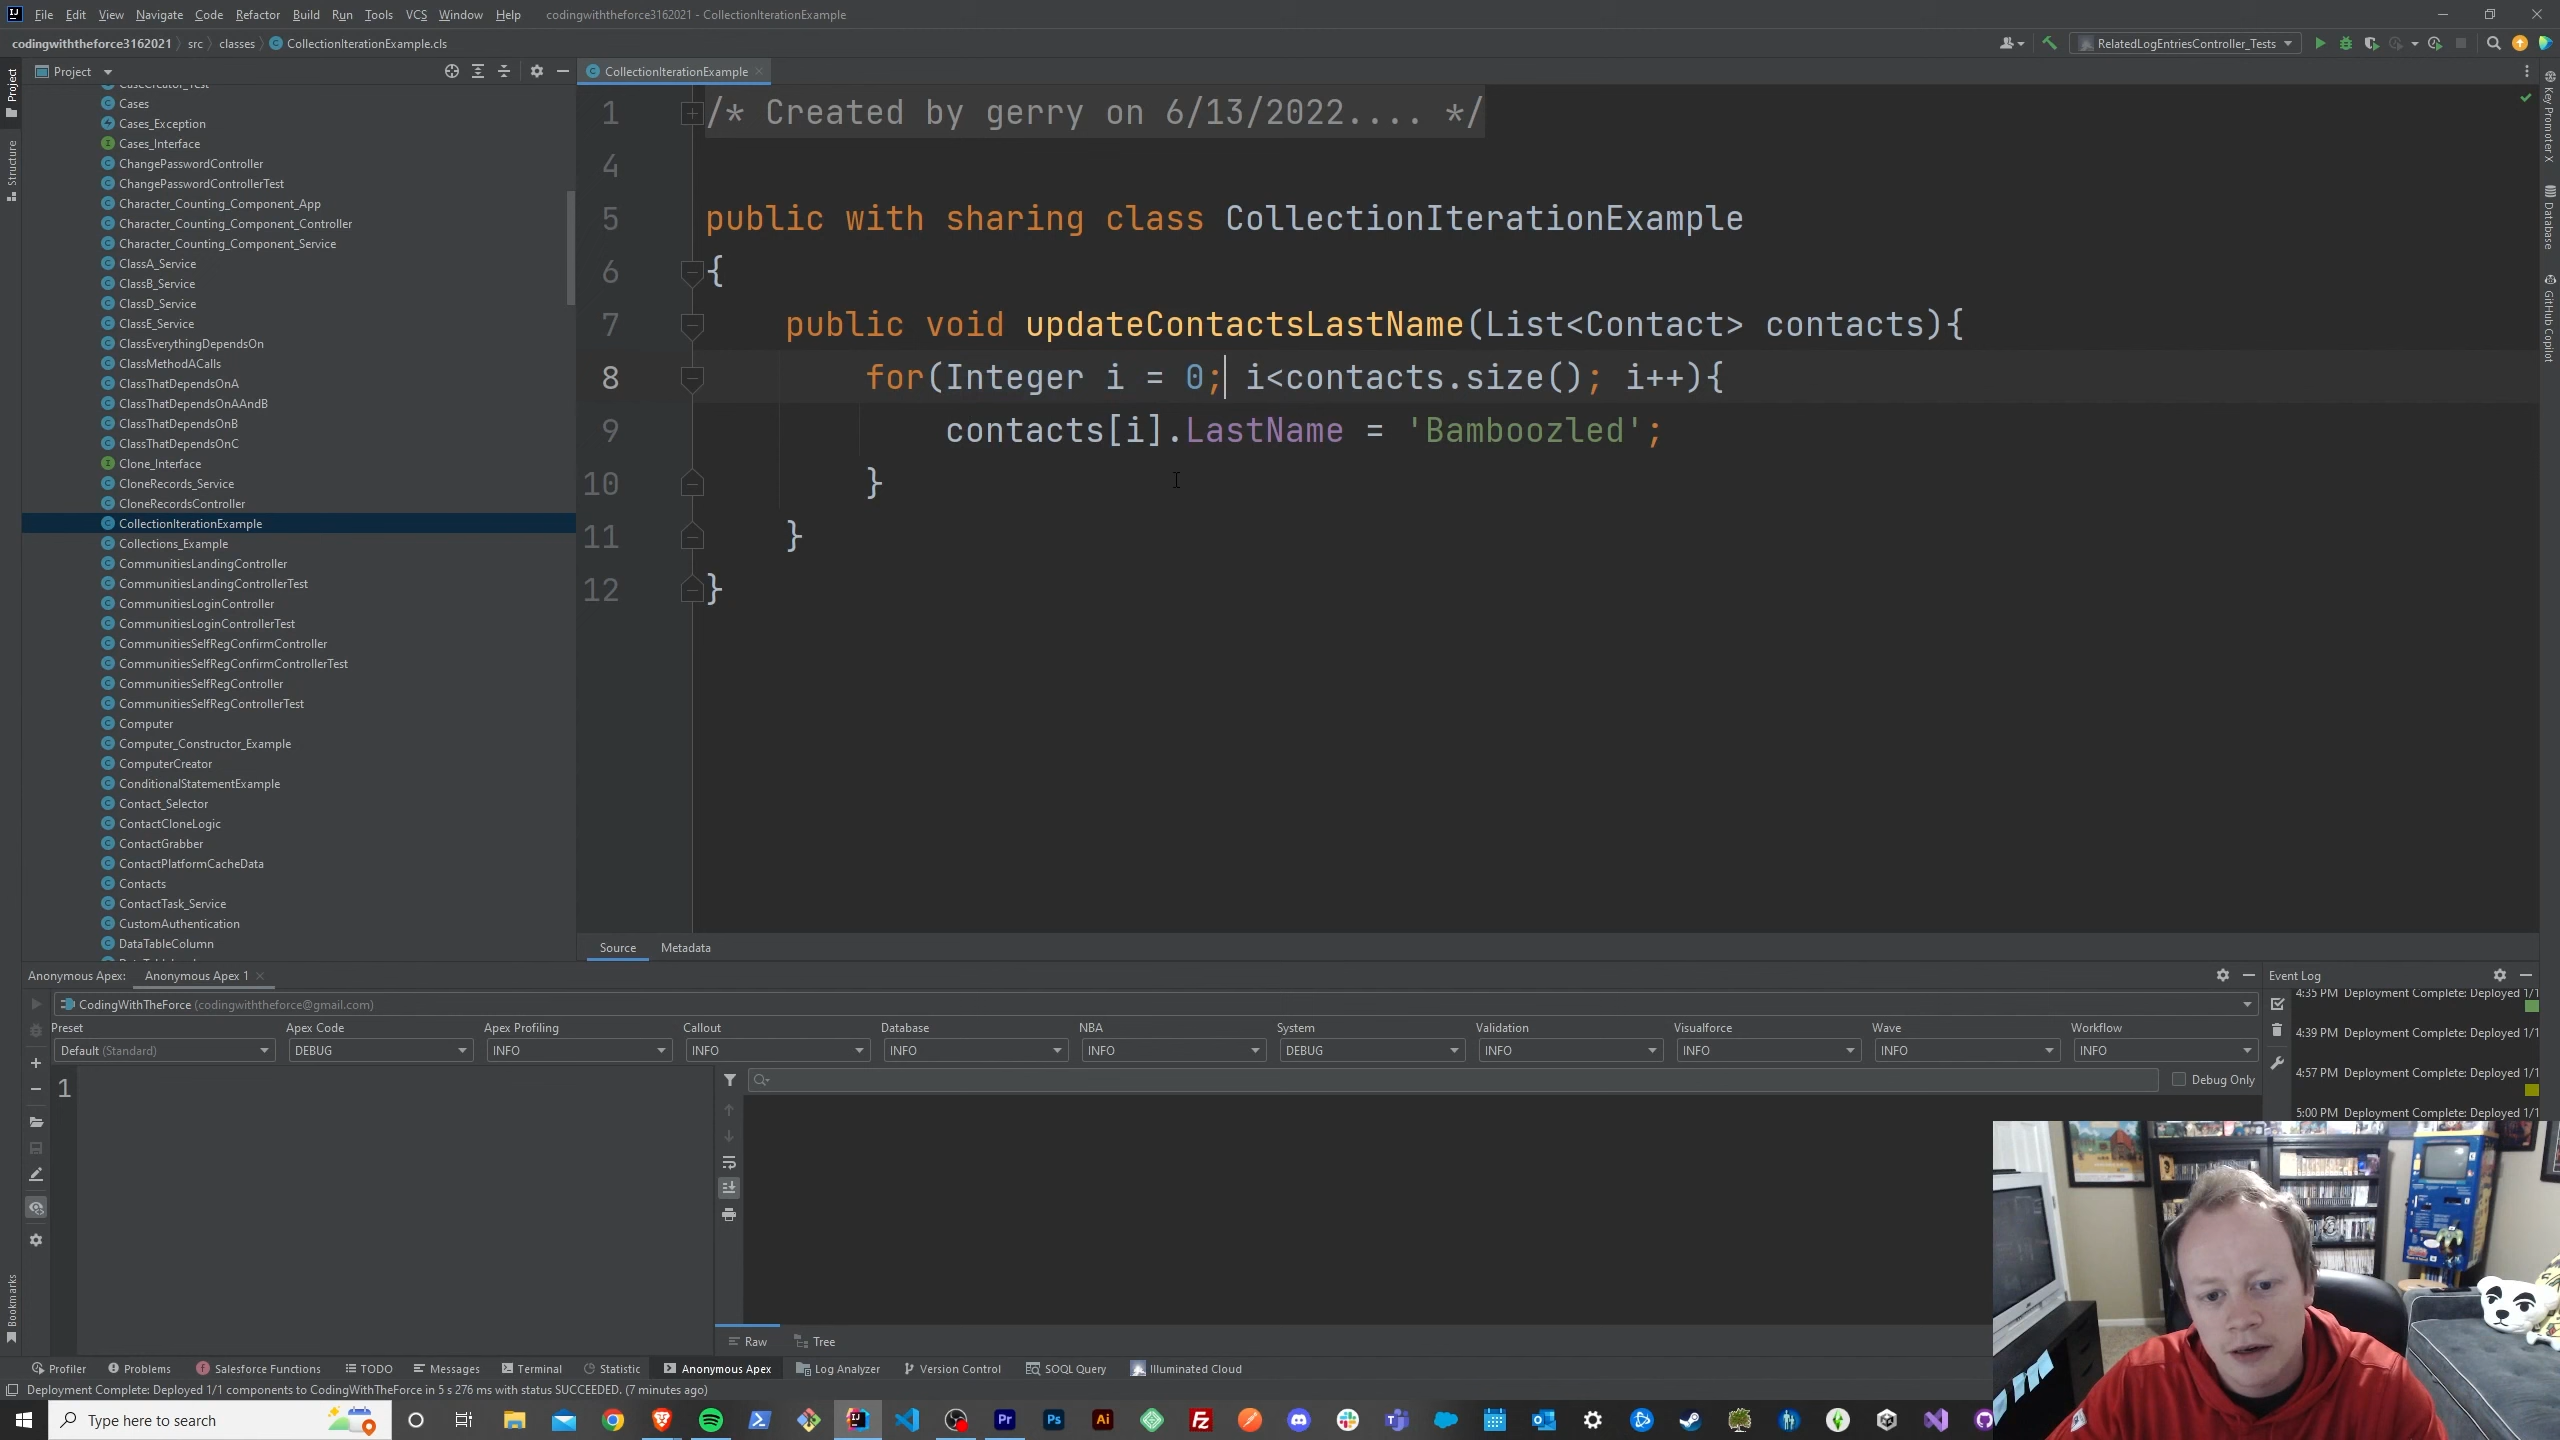 File Edit View Navigate Code Refactor Build Run Tools VCS Window Help codingwiththeforce3162021 - CollectionIterationExample
codingwiththeforce3162021 src classes CollectionIterationExample.cls RelatedLogEntriesController_Tests
Project
CollectionIterationExample
Project
Structure
Bookmarks
Cases
Cases_Exception
Cases_Interface
ChangePasswordController
ChangePasswordControllerTest
Character_Counting_Component_App
Character_Counting_Component_Controller
Character_Counting_Component_Service
ClassA_Service
ClassB_Service
ClassD_Service
ClassE_Service
ClassEverythingDependsOn
ClassMethodACalls
ClassThatDependsOnA
ClassThatDependsOnAAndB
ClassThatDependsOnB
ClassThatDependsOnC
Clone_Interface
CloneRecords_Service
CloneRecordsController
CollectionIterationExample
Collections_Example
CommunitiesLandingController
CommunitiesLandingControllerTest
CommunitiesLoginController
CommunitiesLoginControllerTest
CommunitiesSelfRegConfirmController
CommunitiesSelfRegConfirmControllerTest
CommunitiesSelfRegController
CommunitiesSelfRegControllerTest
Computer
Computer_Constructor_Example
ComputerCreator
ConditionalStatementExample
Contact_Selector
ContactCloneLogic
ContactGrabber
ContactPlatformCacheData
Contacts
ContactTask_Service
CustomAuthentication
DataTableColumn
1 /* Created by gerry on 6/13/2022.... */
4
5 public with sharing class CollectionIterationExample
6 {
7 public void updateContactsLastName(List<Contact> contacts){
8 for(Integer i = 0; i<contacts.size(); i++){
9 contacts[i].LastName = 'Bamboozled';
10 }
11 }
12 }
Key Promoter X
Database
GitHub Copilot
Source Metadata
Anonymous Apex: Anonymous Apex 1
Event Log
CodingWithTheForce (codingwiththeforce@gmail.com)
Preset Apex Code Apex Profiling Callout Database NBA System Validation Visualforce Wave Workflow
Default (Standard) DEBUG INFO INFO INFO INFO DEBUG INFO INFO INFO INFO
1
Debug Only
4:35 PM Deployment Complete: Deployed 1/1
4:39 PM Deployment Complete: Deployed 1/1
4:57 PM Deployment Complete: Deployed 1/1
5:00 PM Deployment Complete: Deployed 1/1
Raw Tree
Profiler Problems Salesforce Functions TODO Messages Terminal Statistic Anonymous Apex Log Analyzer Version Control SOQL Query Illuminated Cloud
Deployment Complete: Deployed 1/1 components to CodingWithTheForce in 5 s 276 ms with status SUCCEEDED. (7 minutes ago)
Type here to search